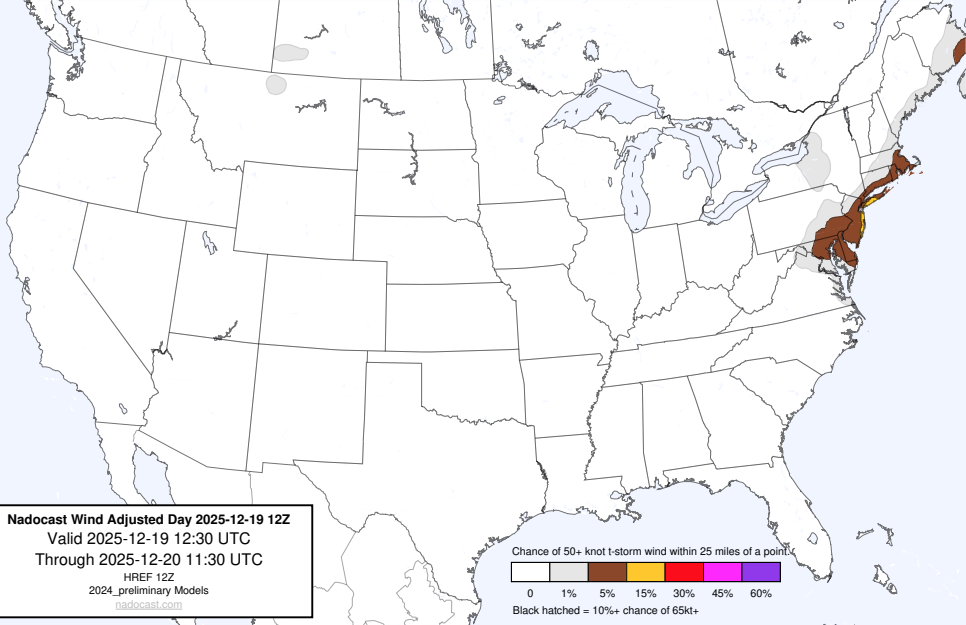 Nadocast Wind Adjusted Day 2025-12-19 12Z
Valid 2025-12-19 12:30 UTC
Through 2025-12-20 11:30 UTC
HREF 12Z
2024_preliminary Models
nadocast.com
Chance of 50+ knot t-storm wind within 25 miles of a point.
0 1% 5% 15% 30% 45% 60%
Black hatched = 10%+ chance of 65kt+